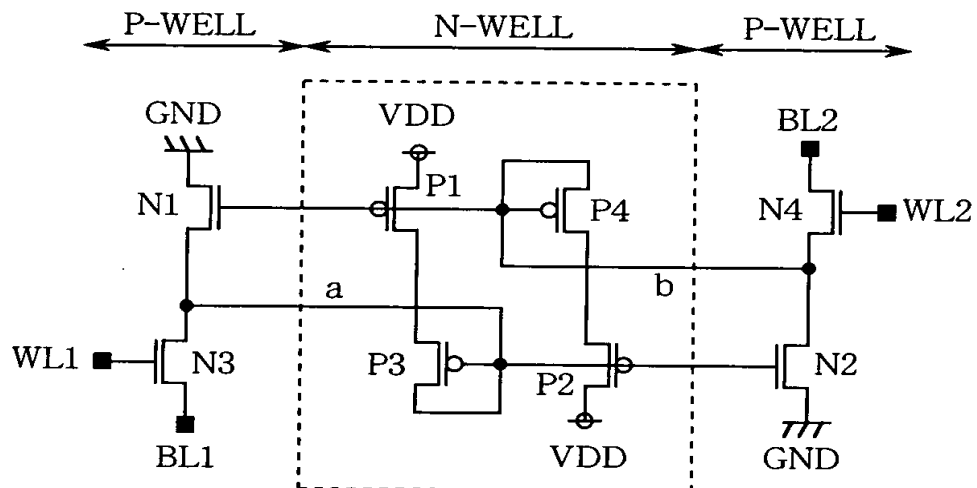 P-WELL N-WELL P-WELL
GND VDD BL2
P1
N1 P4 N4 WL2
a b
WL1 N3 P3 P2 N2
BL1 VDD GND